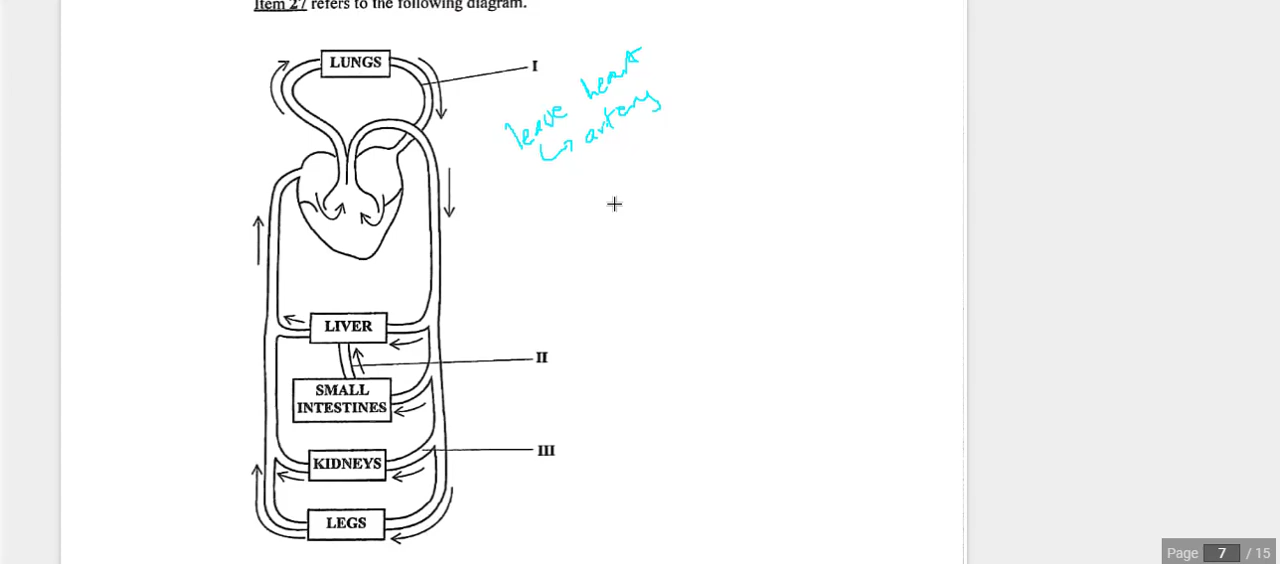 Item 27 refers to the following diagram.
LUNGS
I
leave heart
↳ artery
LIVER
II
SMALL
INTESTINES
III
KIDNEYS
LEGS
Page 7 / 15